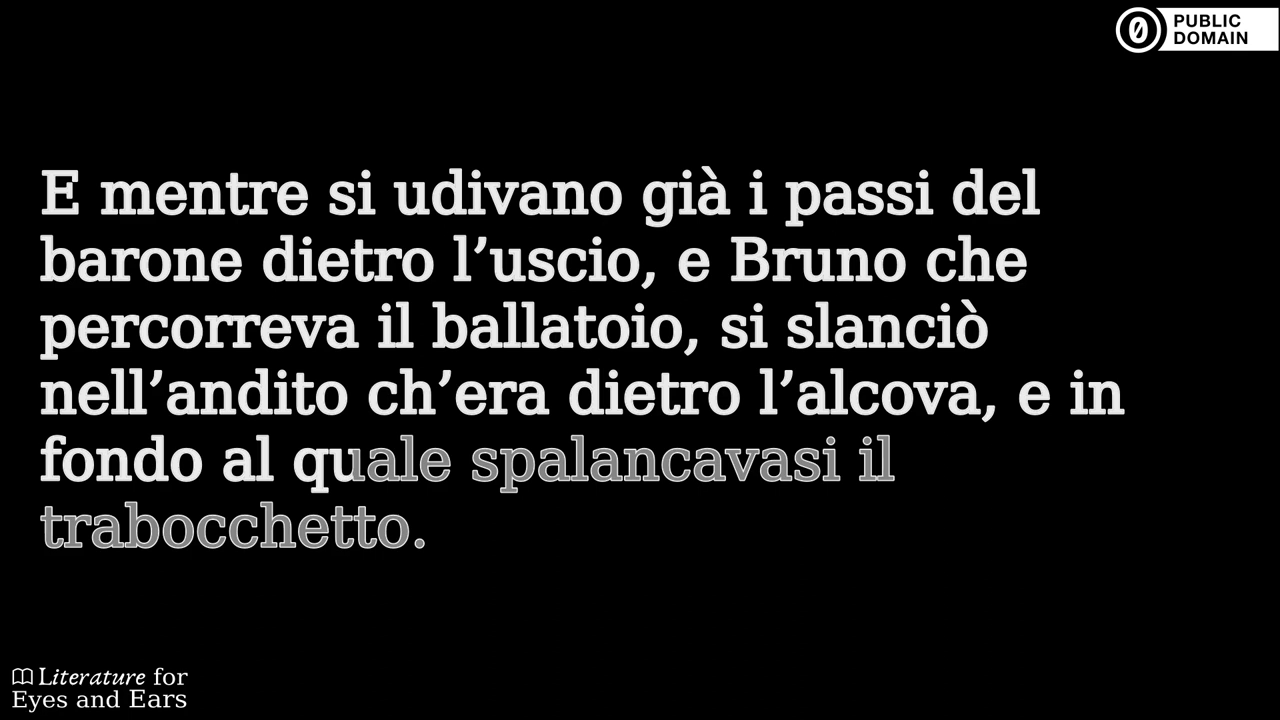 PUBLIC
DOMAIN
E mentre si udivano già i passi del
barone dietro l’uscio, e Bruno che
percorreva il ballatoio, si slanciò
nell’andito ch’era dietro l’alcova, e in
fondo al quale spalancavasi il
trabocchetto.
Literature for
Eyes and Ears